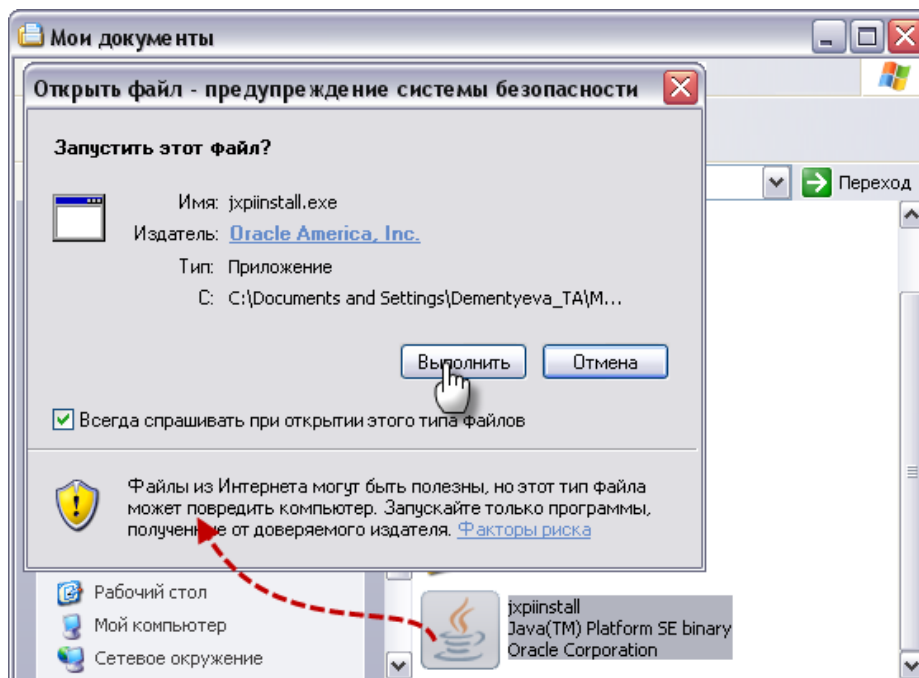 Мои документы
Открыть файл - предупреждение системы безопасности
Запустить этот файл?
Имя: jxpiinstall.exe
Издатель: Oracle America, Inc.
Тип: Приложение
С: C:\Documents and Settings\Dementyeva_TA\М...
Выполнить Отмена
Всегда спрашивать при открытии этого типа файлов
Файлы из Интернета могут быть полезны, но этот тип файла
может повредить компьютер. Запускайте только программы,
полученные от доверяемого издателя. Факторы риска
Переход
Рабочий стол
Мой компьютер
Сетевое окружение
jxpiinstall
Java(TM) Platform SE binary
Oracle Corporation